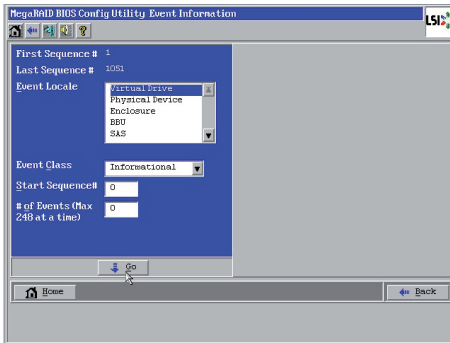 MegaRAID BIOS Config Utility Event Information
LSI
First Sequence # 1
Last Sequence # 1051
Event Locale
Virtual Drive
Physical Device
Enclosure
BBU
SAS
Event Class Informational
Start Sequence# 0
# of Events (Max 248 at a time) 0
Go
Home
Back